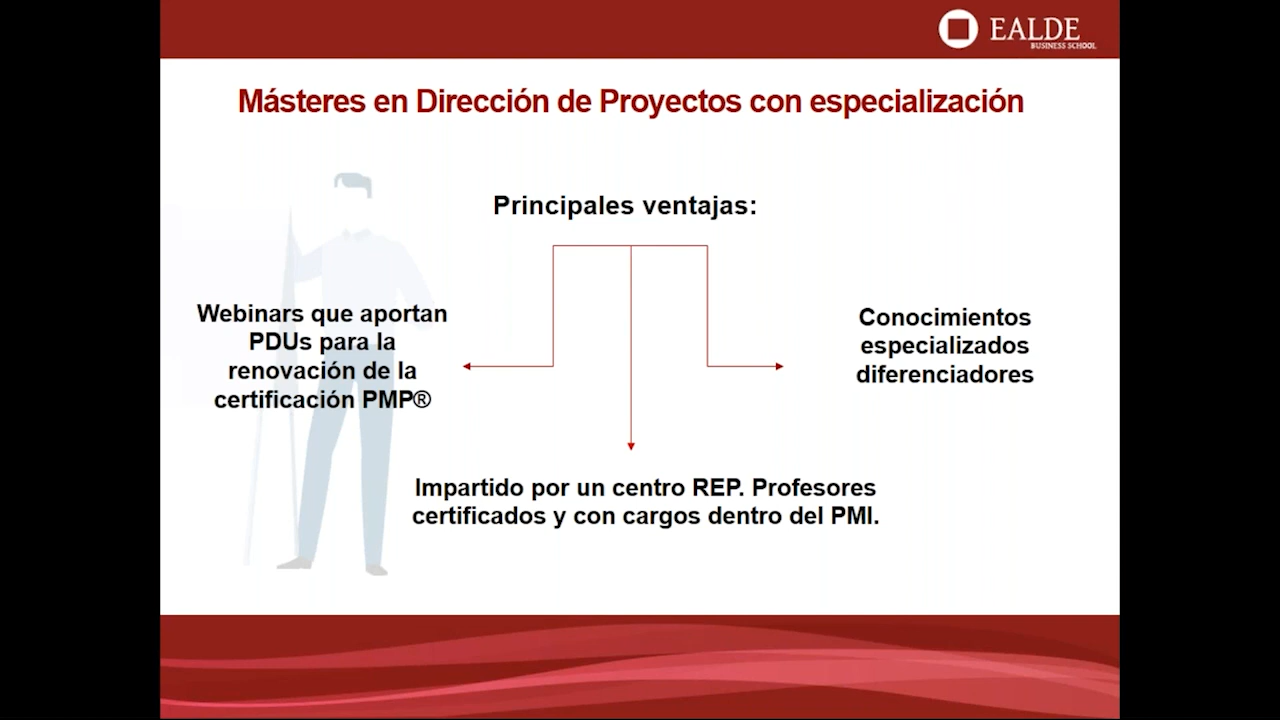 EALDE
BUSINESS SCHOOL
Másteres en Dirección de Proyectos con especialización
Principales ventajas:
Webinars que aportan
PDUs para la
renovación de la
certificación PMP®
Conocimientos
especializados
diferenciadores
Impartido por un centro REP. Profesores
certificados y con cargos dentro del PMI.